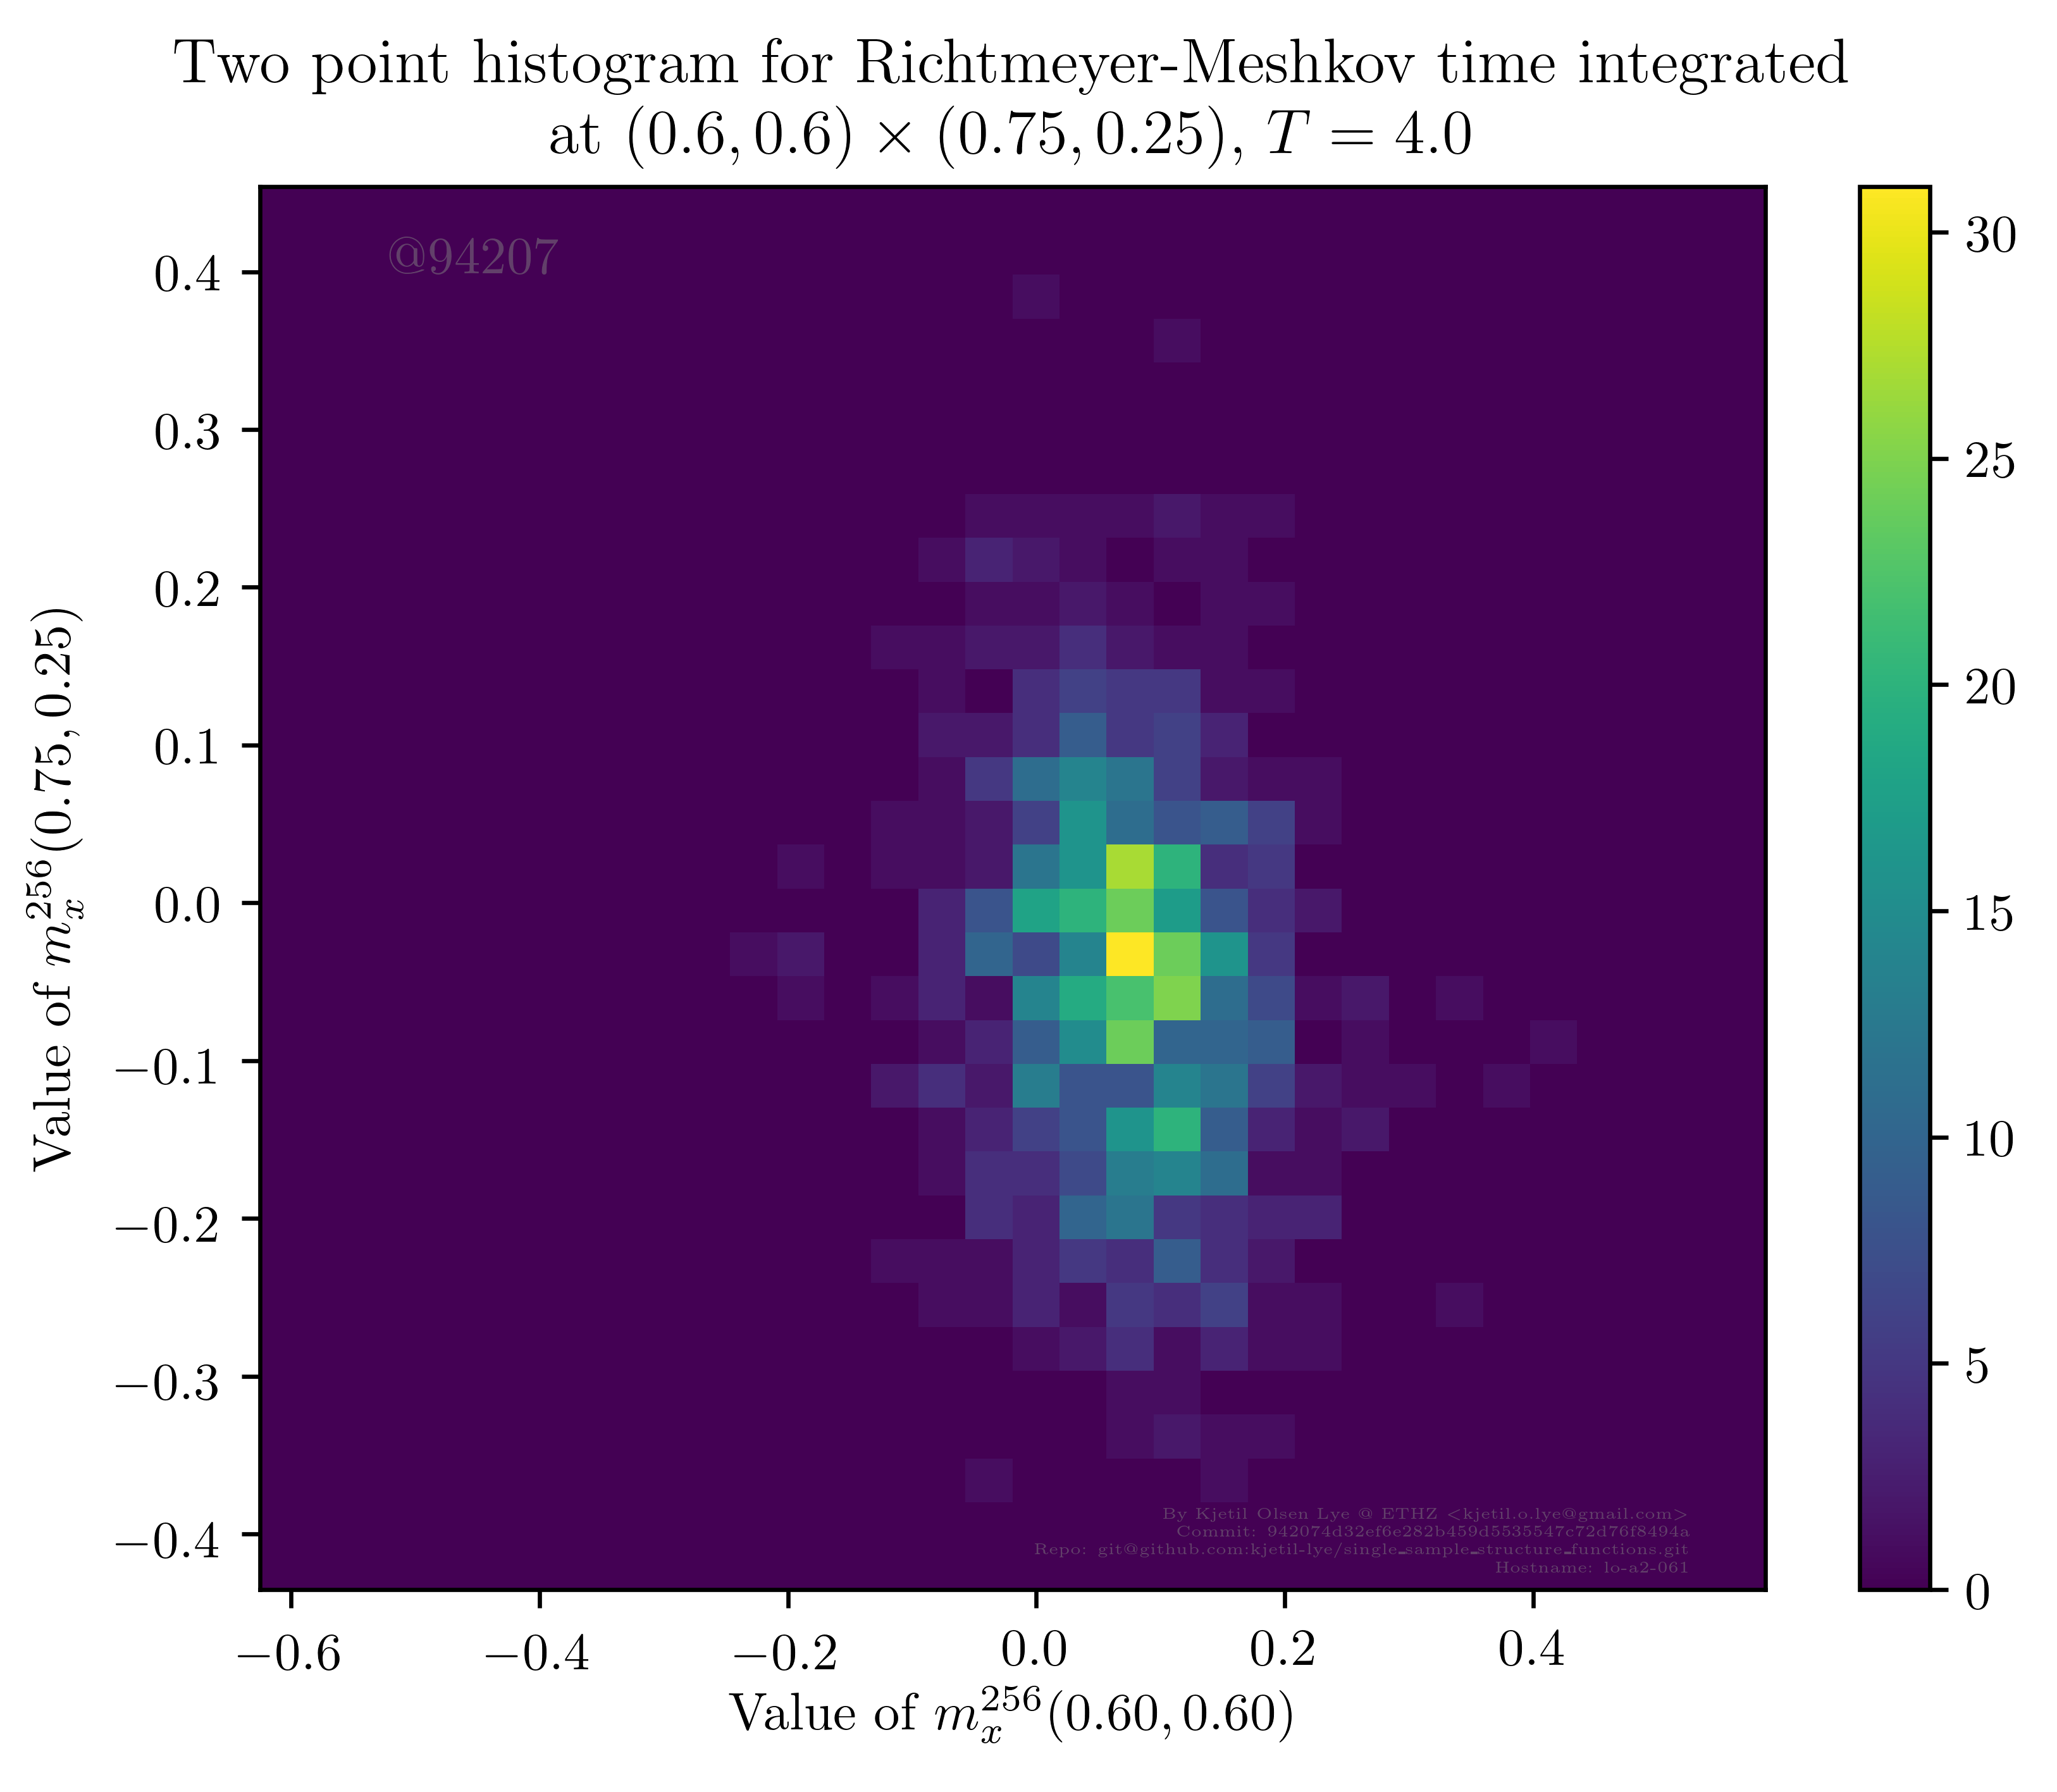 Two point histogram for Richtmeyer-Meshkov time integrated
at (0.6, 0.6) × (0.75, 0.25), T = 4.0
@94207
0.4
0.3
0.2
0.1
0.0
−0.1
−0.2
−0.3
−0.4
Value of m_x^256(0.75, 0.25)
−0.6 −0.4 −0.2 0.0 0.2 0.4
Value of m_x^256(0.60, 0.60)
30
25
20
15
10
5
0
By Kjetil Olsen Lye @ ETHZ <kjetil.o.lye@gmail.com>
Commit: 942074d32ef6e282b459d5535547c72d76f8494a
Repo: git@github.com:kjetil-lye/single_sample_structure_functions.git
Hostname: lo-a2-061